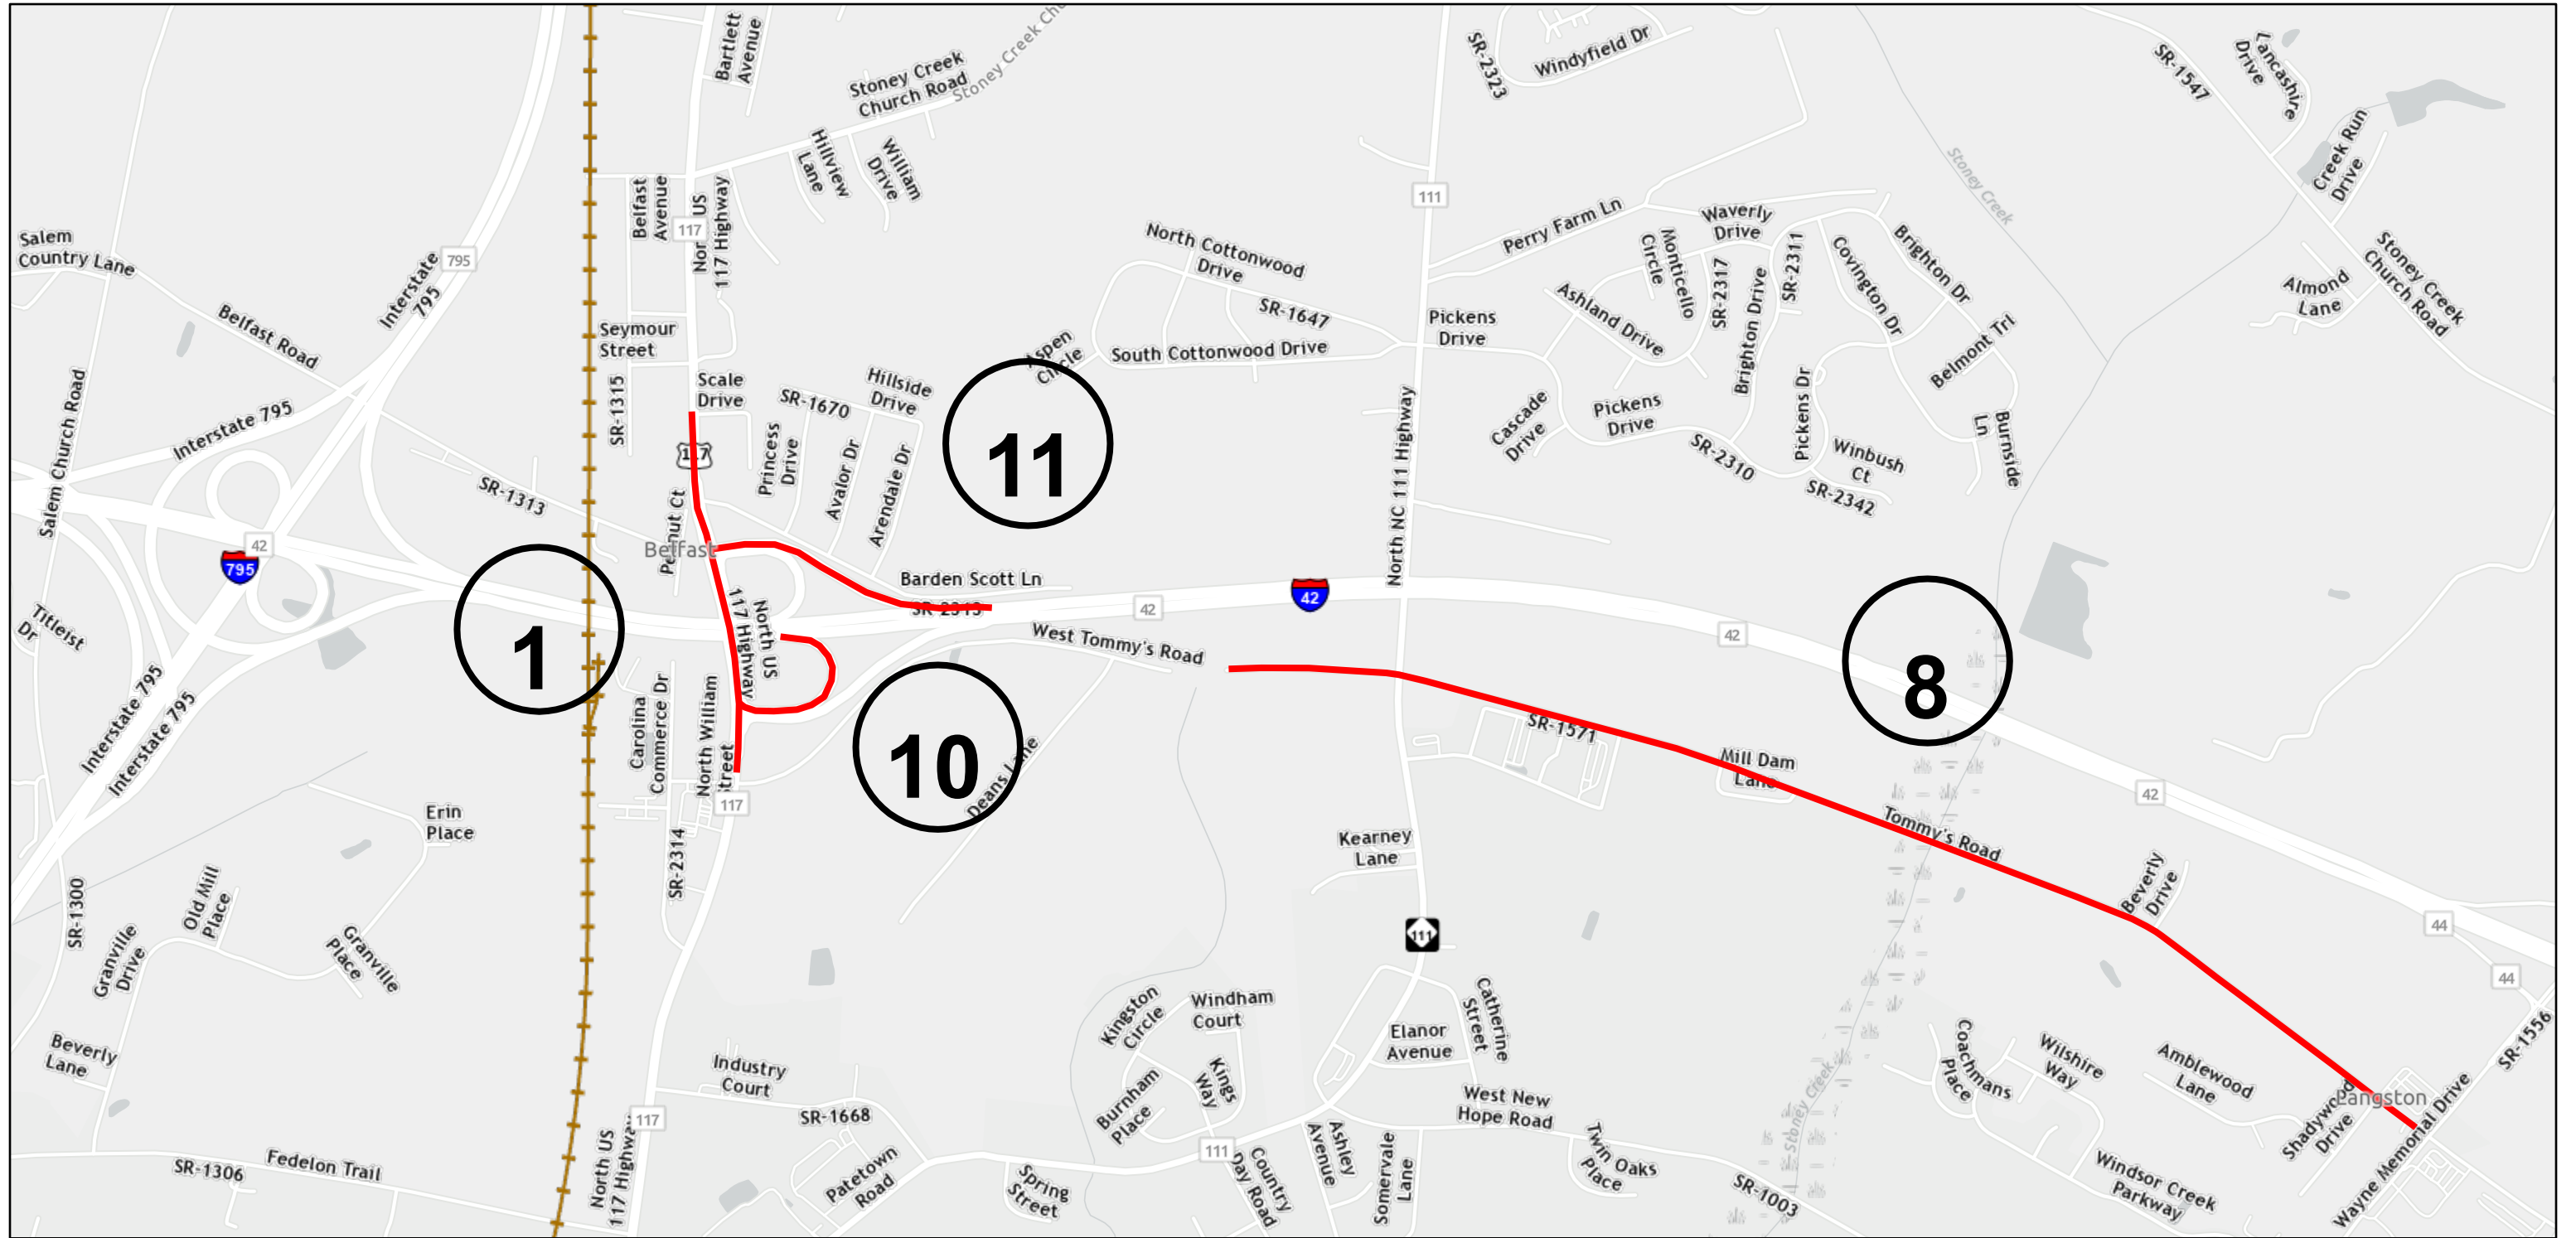 Bartlett
Avenue
Stoney Creek
Church Road
SR-2323
Windyfield Dr
SR-1547
Lancashire
Drive
Hillview
Lane
William
Drive
Stoney Creek
Creek Run
Drive
Belfast
Avenue
117
117 Highway
111
Salem
Country Lane
Interstate
795
795
North Cottonwood
Drive
Perry Farm Ln
Waverly
Drive
Monticello
Circle
SR-2317
SR-2311
Covington Dr
Brighton Dr
Stoney Creek
Church Road
Almond
Lane
Belfast Road
Seymour
Street
SR-1647
Pickens
Drive
Ashland Drive
Brighton Drive
Belmont Trl
Aspen
Circle
South Cottonwood Drive
Salem Church Road
Interstate 795
SR-1315
Scale
Drive
SR-1670
Hillside
Drive
11
North NC 111 Highway
Cascade
Drive
Pickens
Drive
SR-2310
Pickens Dr
Winbush
Ct
SR-2342
Burnside
Ln
SR-1313
117
Princess
Drive
Avalor Dr
Arendale Dr
42
795
Belfast
1
Barden Scott Ln
SR-2313
42
42
42
8
Titleist
Dr
North US
117 Highway
West Tommy's Road
Interstate 795
Interstate 795
Carolina
Commerce Dr
North William
Street
10
Deans Lane
SR-1571
Mill Dam
Lane
42
117
Erin
Place
SR-2314
Kearney
Lane
Tommy's Road
Beverly
Drive
SR-1300
Old Mill
Place
Granville
Drive
Granville
Place
111
44
44
Kingston
Circle
Windham
Court
Catherine
Street
Elanor
Avenue
Coachmans
Place
Wilshire
Way
Amblewood
Lane
SR-1556
Beverly
Lane
Industry
Court
Kings
Way
Burnham
Place
SR-1668
117
West New
Hope Road
Stoney Creek
Langston
Drive
Wayne Memorial Drive
111
Ashley
Avenue
Somervale
Lane
Twin Oaks
Place
SR-1306
Fedelon Trail
North US
117 Highway
Patetown
Road
Spring
Street
Country
Day Road
SR-1003
Windsor Creek
Parkway